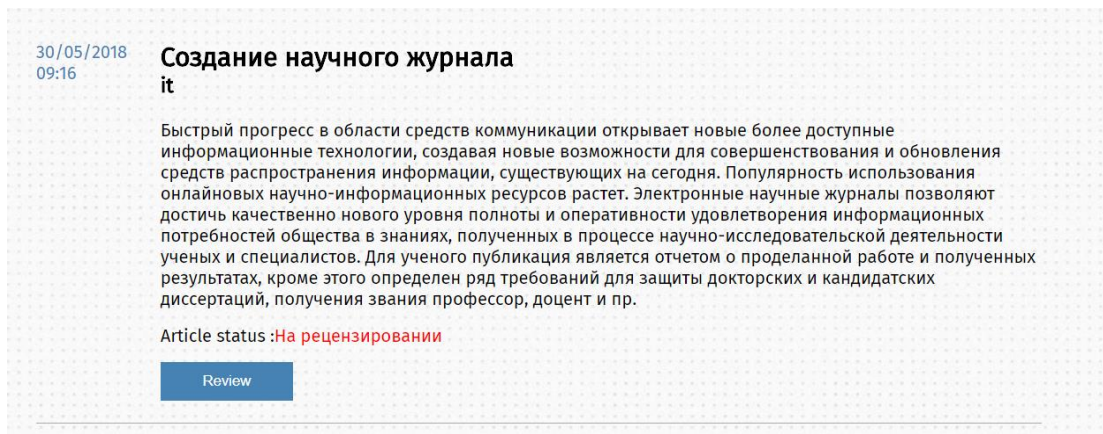 30/05/2018
09:16
Создание научного журнала
it
Быстрый прогресс в области средств коммуникации открывает новые более доступные
информационные технологии, создавая новые возможности для совершенствования и обновления
средств распространения информации, существующих на сегодня. Популярность использования
онлайновых научно-информационных ресурсов растет. Электронные научные журналы позволяют
достичь качественно нового уровня полноты и оперативности удовлетворения информационных
потребностей общества в знаниях, полученных в процессе научно-исследовательской деятельности
ученых и специалистов. Для ученого публикация является отчетом о проделанной работе и полученных
результатах, кроме этого определен ряд требований для защиты докторских и кандидатских
диссертаций, получения звания профессор, доцент и пр.
Article status :На рецензировании
Review